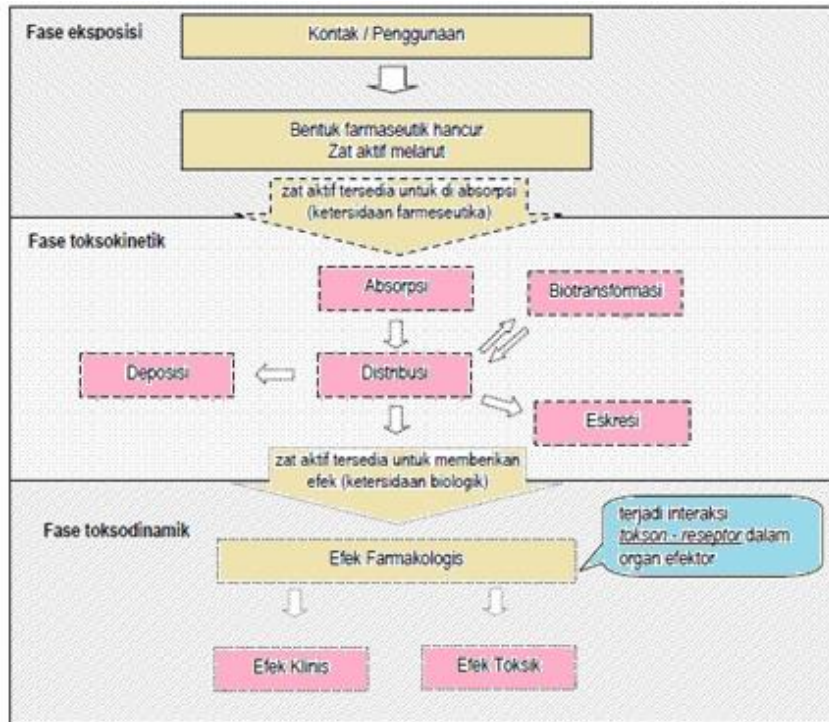 Fase eksposisi
Kontak / Penggunaan
Bentuk farmaseutik hancur
Zat aktif melarut
zat aktif tersedia untuk di absorpsi
(ketersidaan farmeseutika)
Fase toksokinetik
Absorpsi
Biotransformasi
Deposisi
Distribusi
Eskresi
zat aktif tersedia untuk memberikan
efek (ketersidaan biologik)
Fase toksodinamik
terjadi interaksi
tokson - reseptor dalam
organ efektor
Efek Farmakologis
Efek Klinis
Efek Toksik